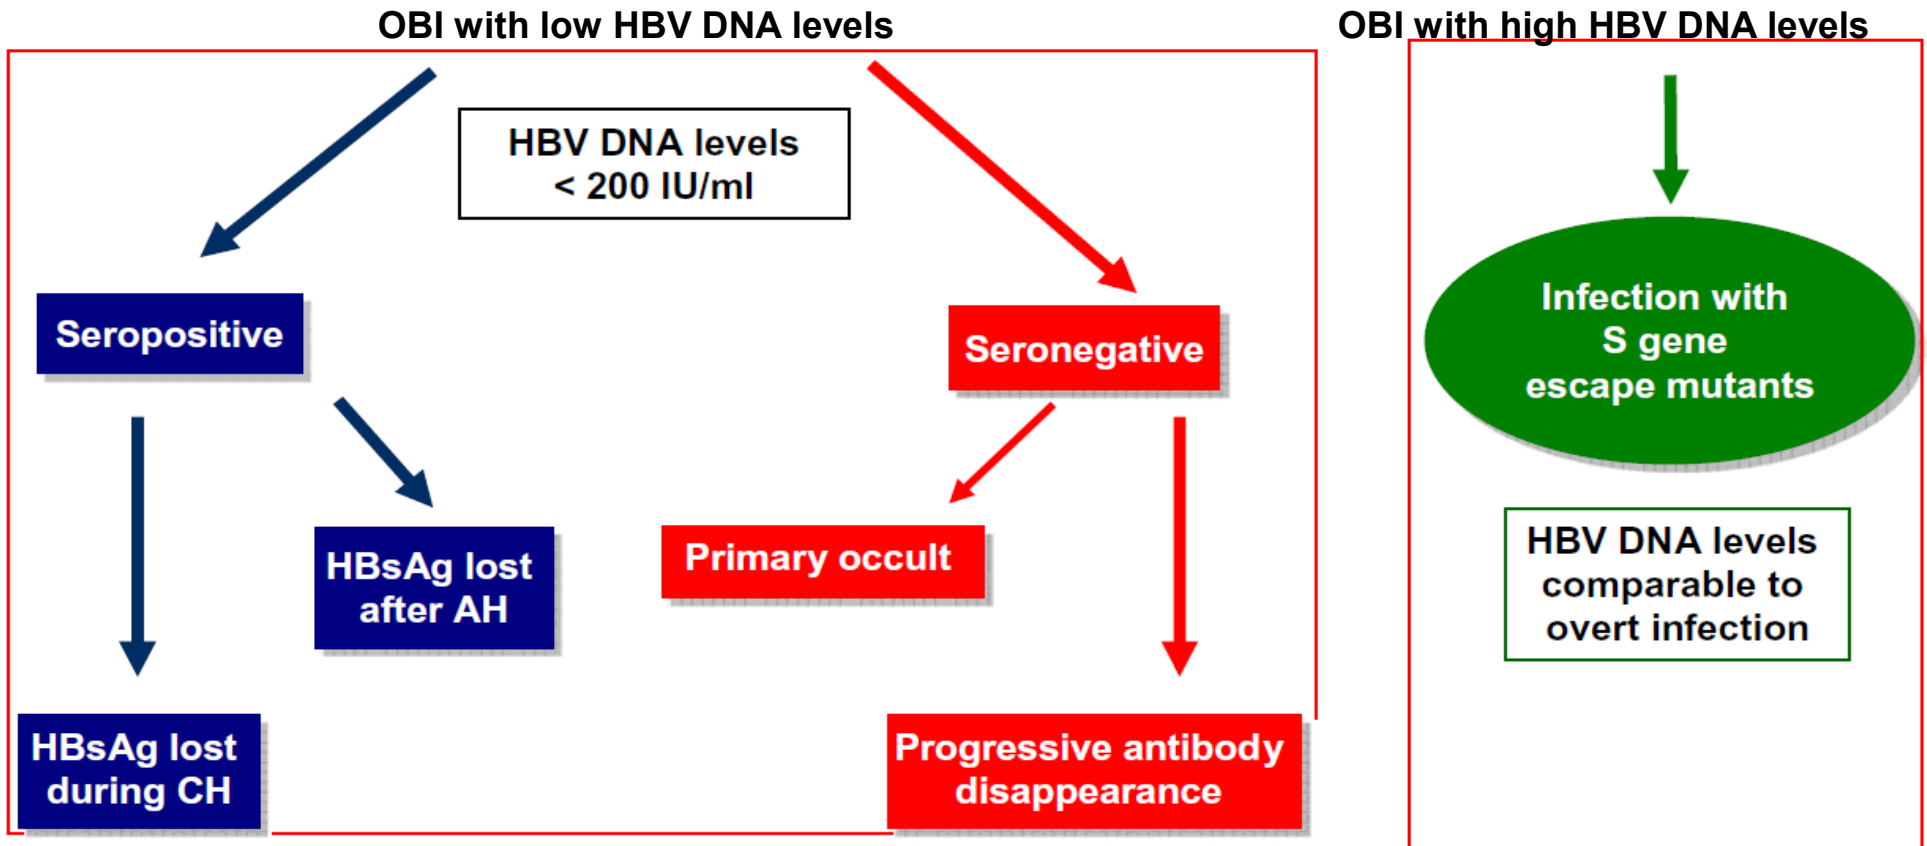 OBI with low HBV DNA levels
OBI with high HBV DNA levels
HBV DNA levels
< 200 IU/ml
Seropositive
Seronegative
Infection with
S gene
escape mutants
HBsAg lost
after AH
Primary occult
HBV DNA levels
comparable to
overt infection
HBsAg lost
during CH
Progressive antibody
disappearance